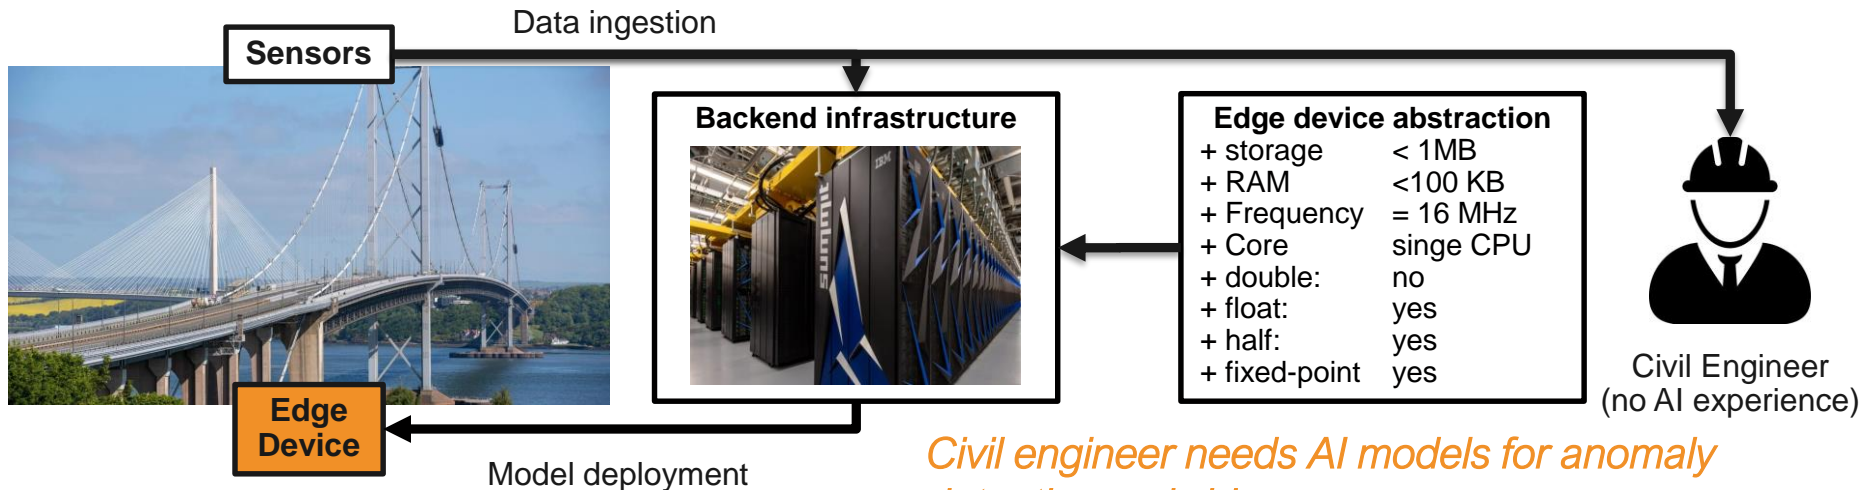 Data ingestion
Sensors
Backend infrastructure
IBM
SUMMIT
Edge device abstraction
+ storage < 1MB
+ RAM <100 KB
+ Frequency = 16 MHz
+ Core singe CPU
+ double: no
+ float: yes
+ half: yes
+ fixed-point yes
Civil Engineer
(no AI experience)
Edge
Device
Model deployment
Civil engineer needs AI models for anomaly